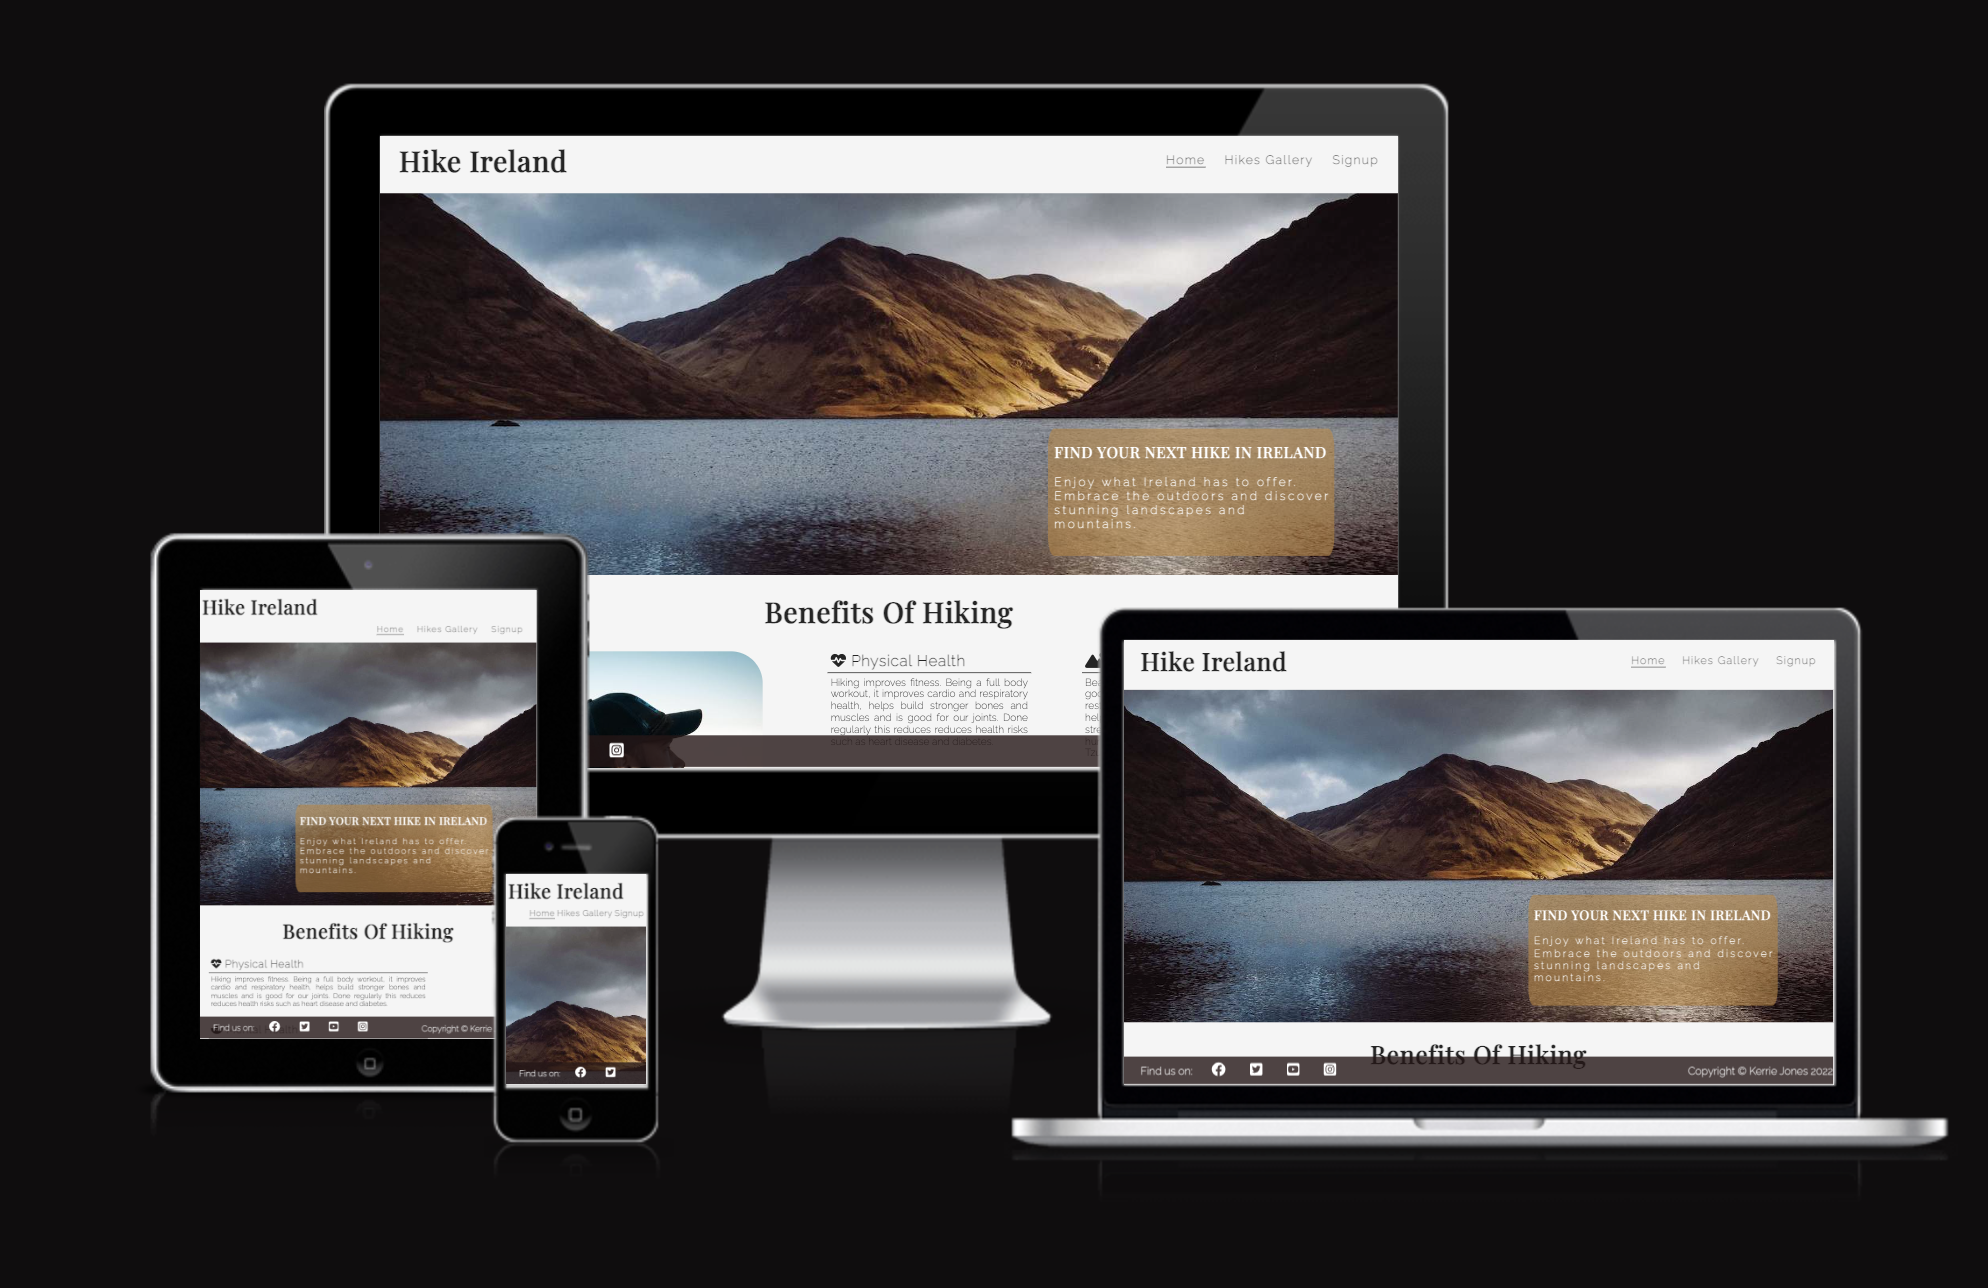 Hike Ireland
Home Hikes Gallery Signup
FIND YOUR NEXT HIKE IN IRELAND
Enjoy what Ireland has to offer.
Embrace the outdoors and discover
stunning landscapes and
mountains.
Benefits Of Hiking
Physical Health
Hiking improves fitness. Being a full body
workout, it improves cardio and respiratory
health, helps build stronger bones and
muscles and is good for our joints. Done
regularly this reduces reduces health risks
such as heart disease and diabetes.
Hike Ireland
Home Hikes Gallery Signup
FIND YOUR NEXT HIKE IN IRELAND
Enjoy what Ireland has to offer.
Embrace the outdoors and discover
stunning landscapes and
mountains.
Benefits Of Hiking
Physical Health
Hiking improves fitness. Being a full body workout, it improves
cardio and respiratory health, helps build stronger bones and
muscles and is good for our joints. Done regularly this reduces
reduces health risks such as heart disease and diabetes.
Find us on:
Copyright © Kerrie
Hike Ireland
Home Hikes Gallery Signup
Find us on:
Hike Ireland
Home Hikes Gallery Signup
FIND YOUR NEXT HIKE IN IRELAND
Enjoy what Ireland has to offer.
Embrace the outdoors and discover
stunning landscapes and
mountains.
Benefits Of Hiking
Find us on:
Copyright © Kerrie Jones 2022